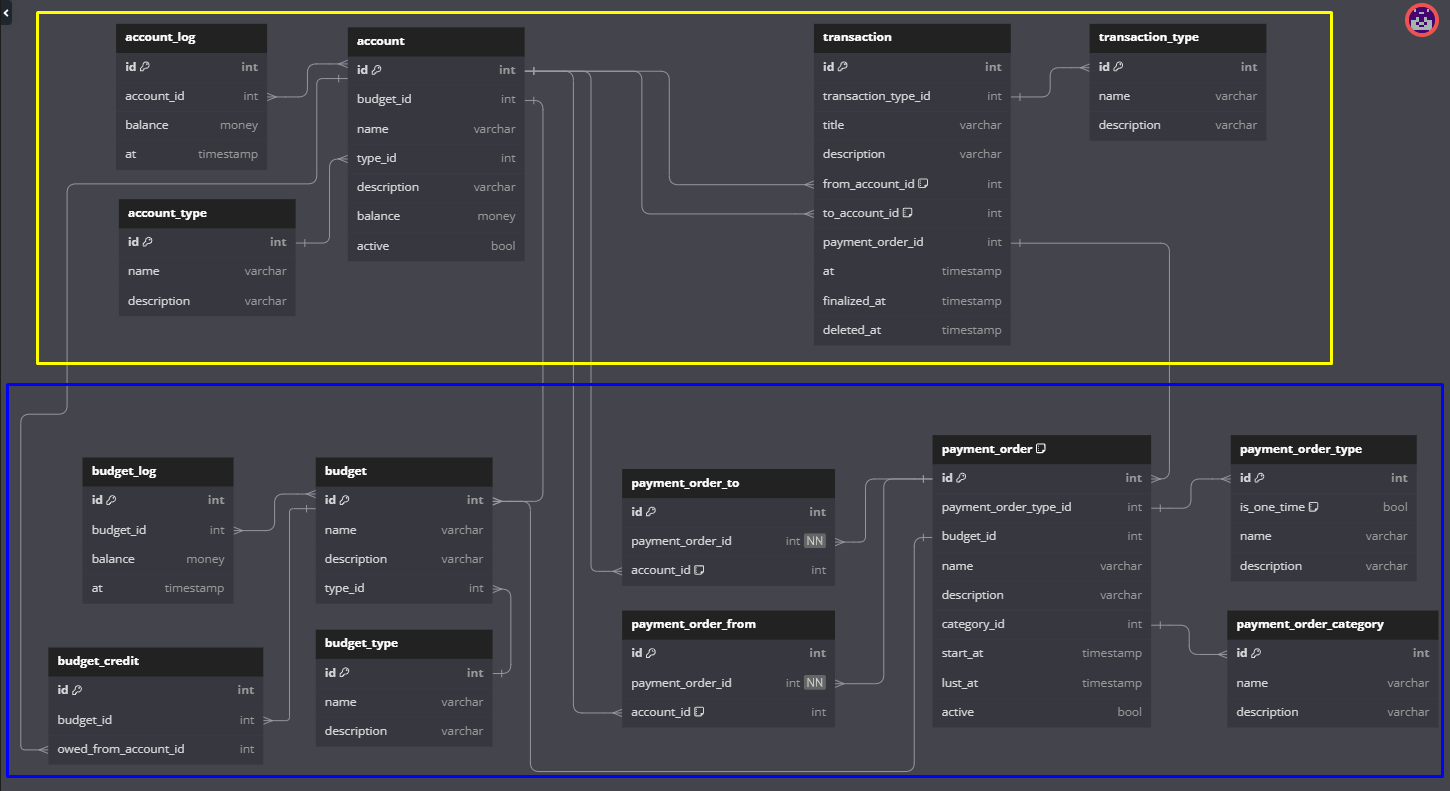 account_log
id int
account_id int
balance money
at timestamp
account
id int
budget_id int
name varchar
type_id int
description varchar
balance money
active bool
account_type
id int
name varchar
description varchar
transaction
id int
transaction_type_id int
title varchar
description varchar
from_account_id int
to_account_id int
payment_order_id int
at timestamp
finalized_at timestamp
deleted_at timestamp
transaction_type
id int
name varchar
description varchar
budget_log
id int
budget_id int
balance money
at timestamp
budget
id int
name varchar
description varchar
type_id int
budget_credit
id int
budget_id int
owed_from_account_id int
budget_type
id int
name varchar
description varchar
payment_order_to
id int
payment_order_id int NN
account_id int
payment_order_from
id int
payment_order_id int NN
account_id int
payment_order
id int
payment_order_type_id int
budget_id int
name varchar
description varchar
category_id int
start_at timestamp
lust_at timestamp
active bool
payment_order_type
id int
is_one_time bool
name varchar
description varchar
payment_order_category
id int
name varchar
description varchar